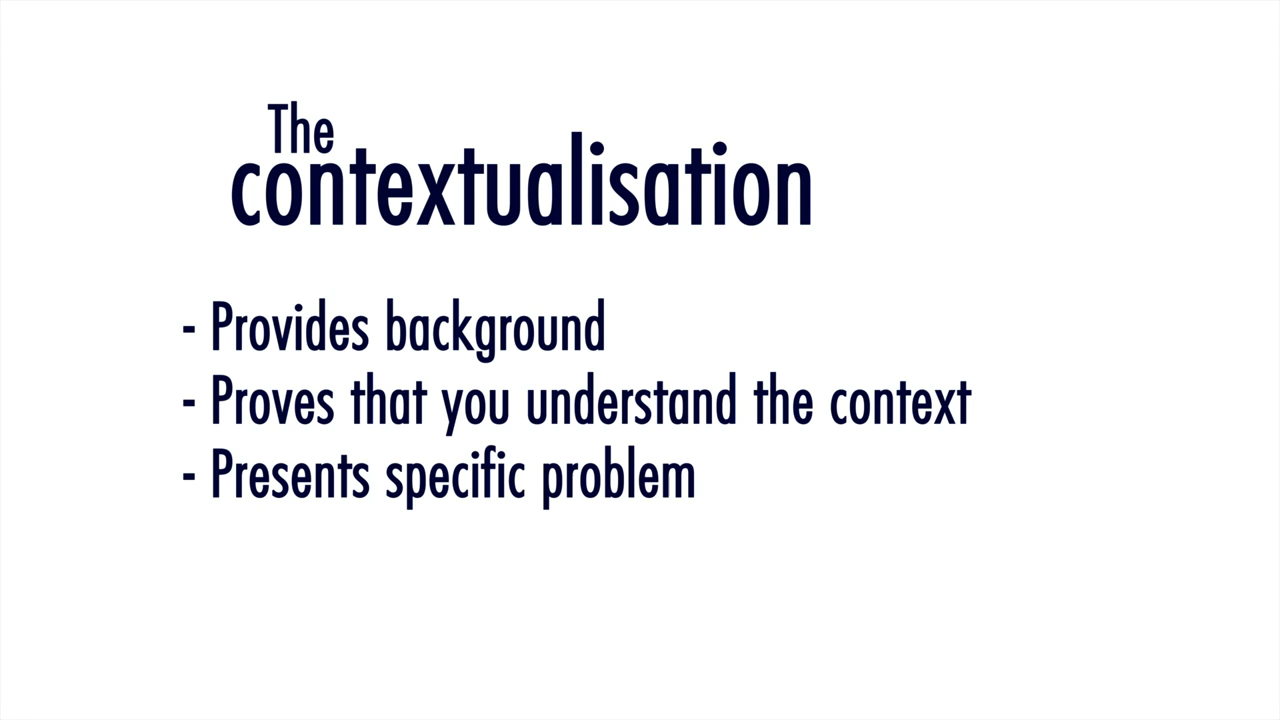 The
contextualisation
- Provides background
- Proves that you understand the context
- Presents specific problem